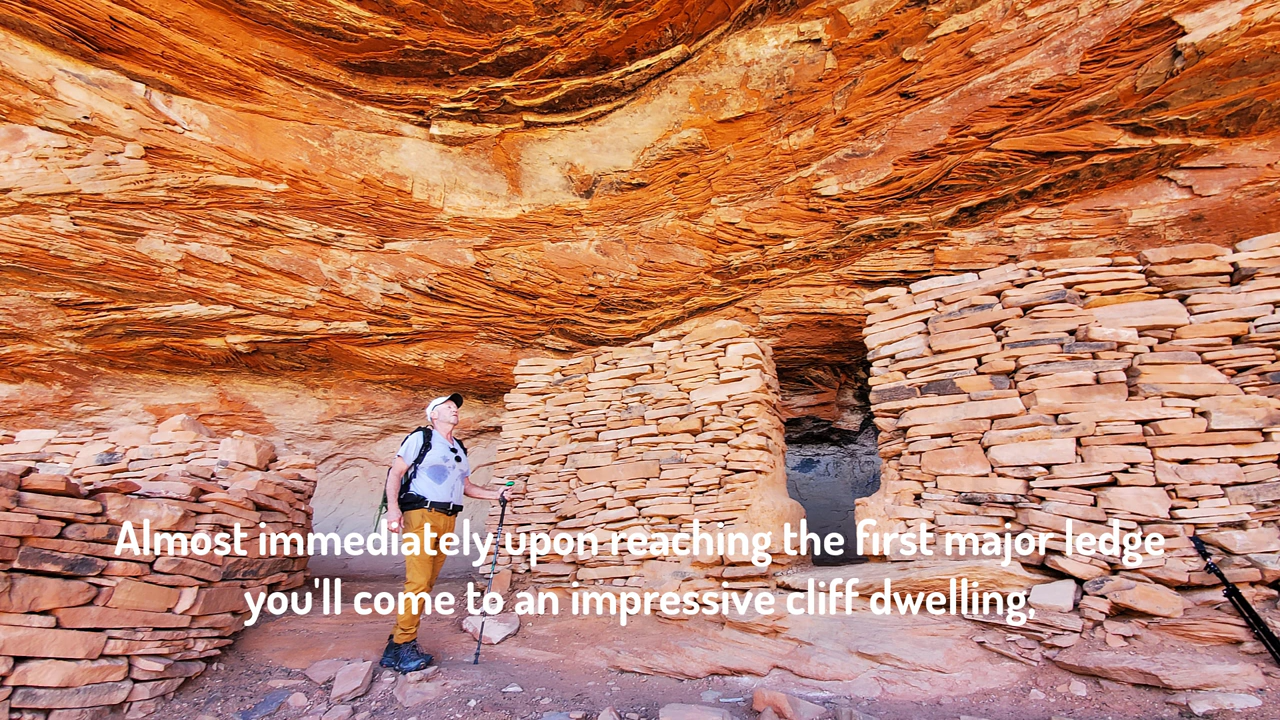 Almost immediately upon reaching the first major ledge
you'll come to an impressive cliff dwelling,